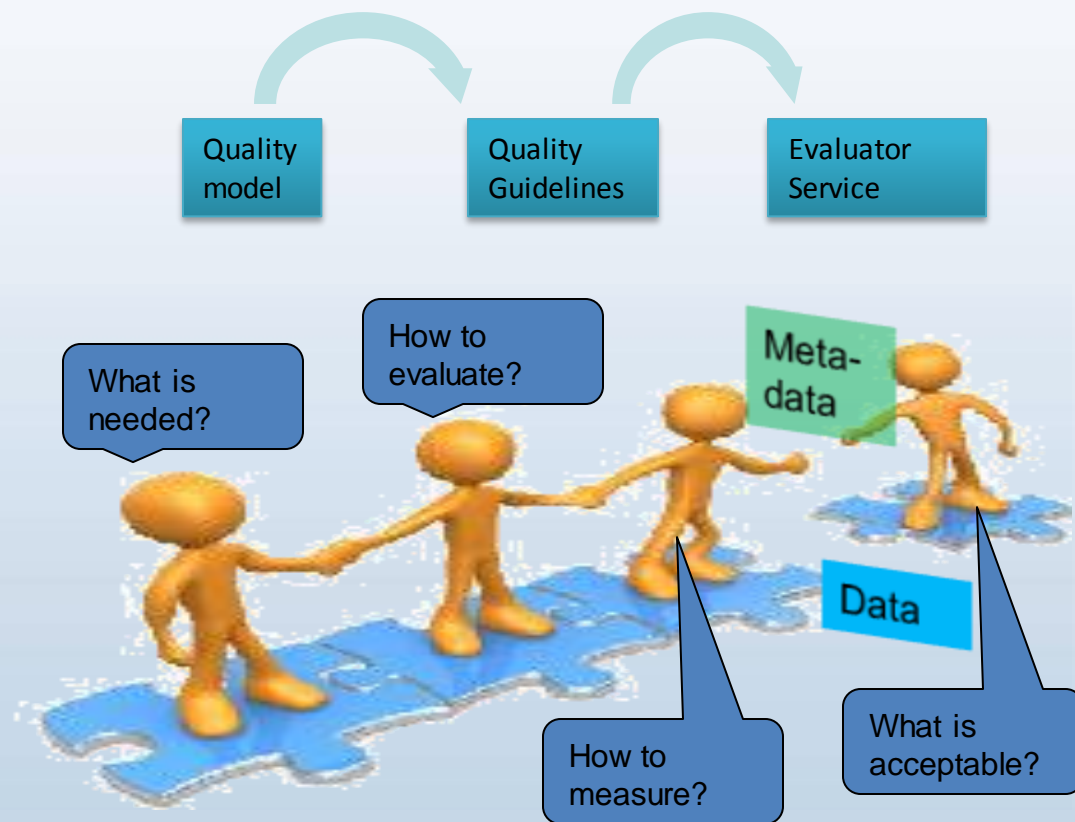 Quality
model
Quality
Guidelines
Evaluator
Service
What is
needed?
How to
evaluate?
Meta-
data
Data
How to
measure?
What is
acceptable?